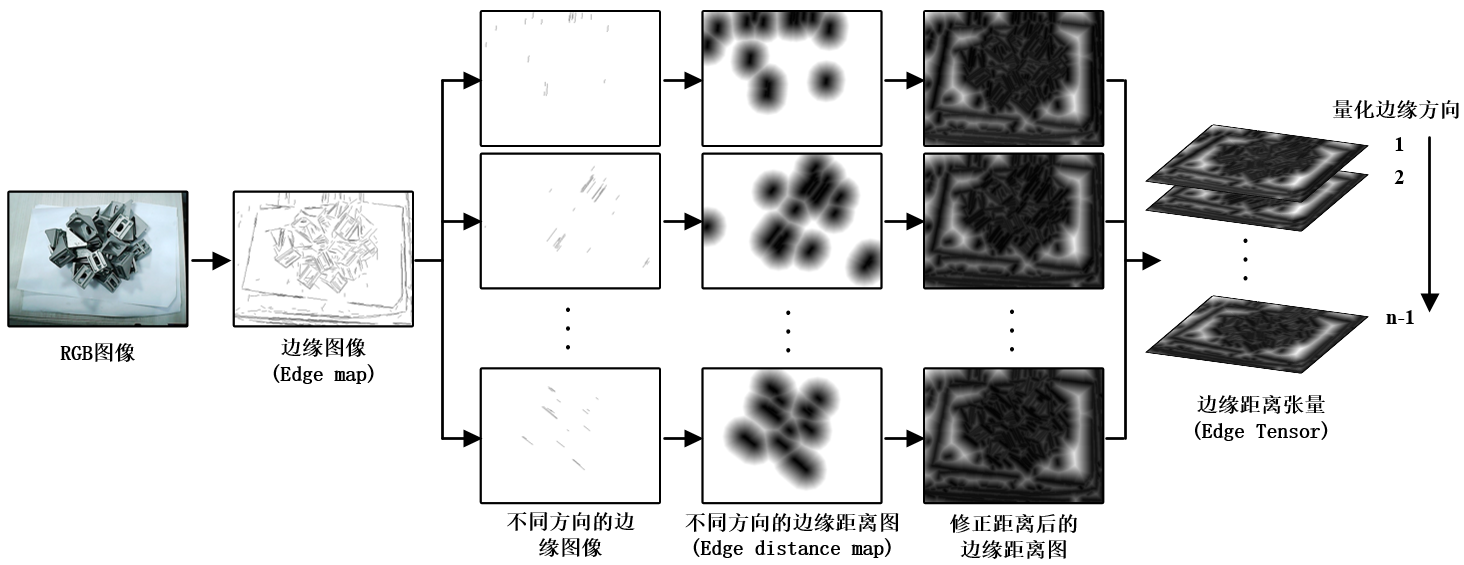 RGB图像
边缘图像
(Edge map)
不同方向的边
缘图像
不同方向的边缘距离图
(Edge distance map)
修正距离后的
边缘距离图
量化边缘方向
1
2
n-1
边缘距离张量
(Edge Tensor)